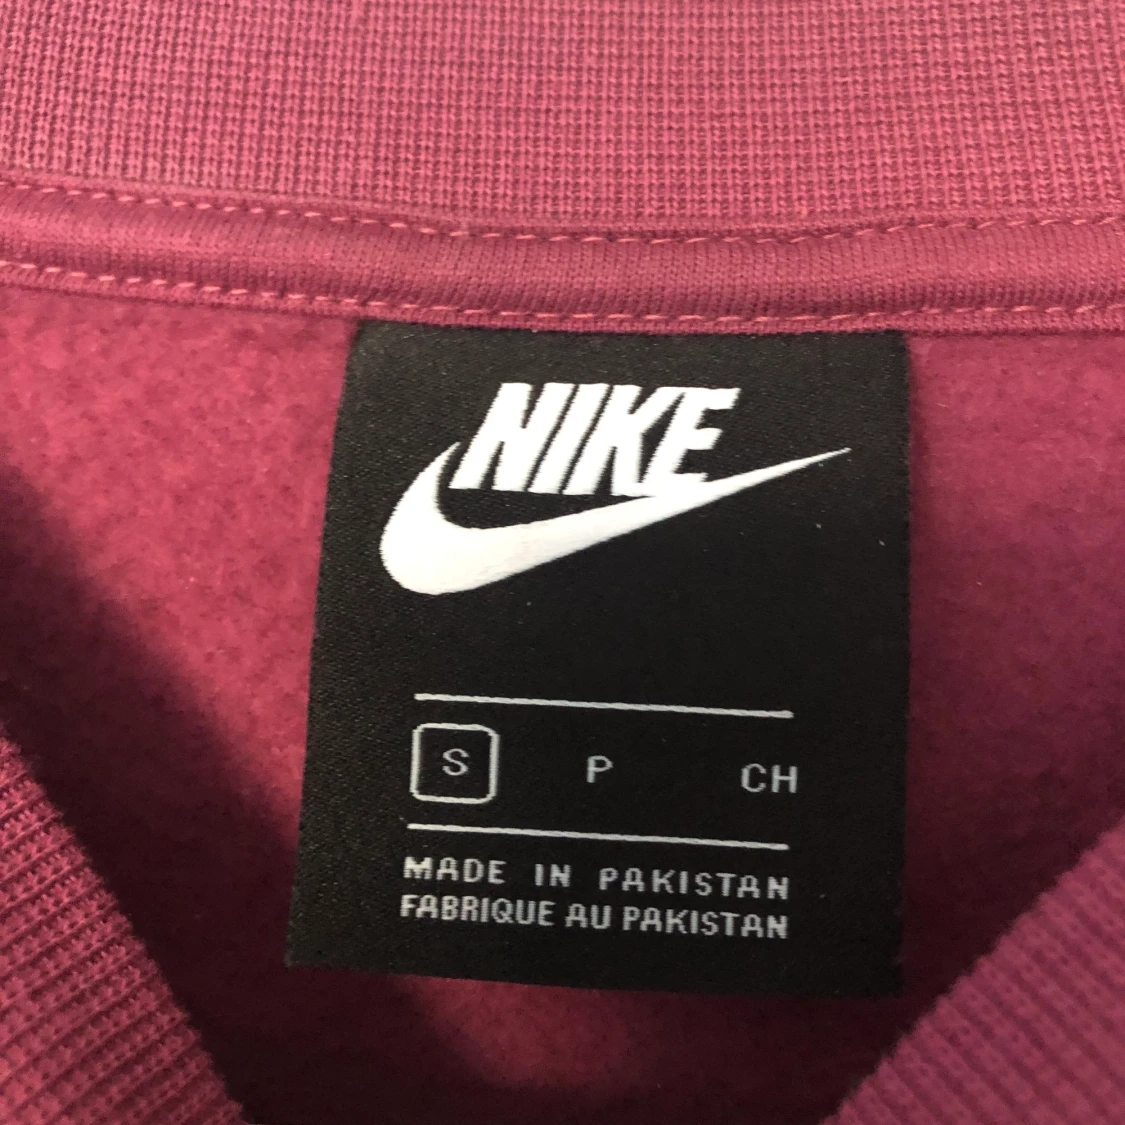 NIKE
S P CH
MADE IN PAKISTAN
FABRIQUE AU PAKISTAN